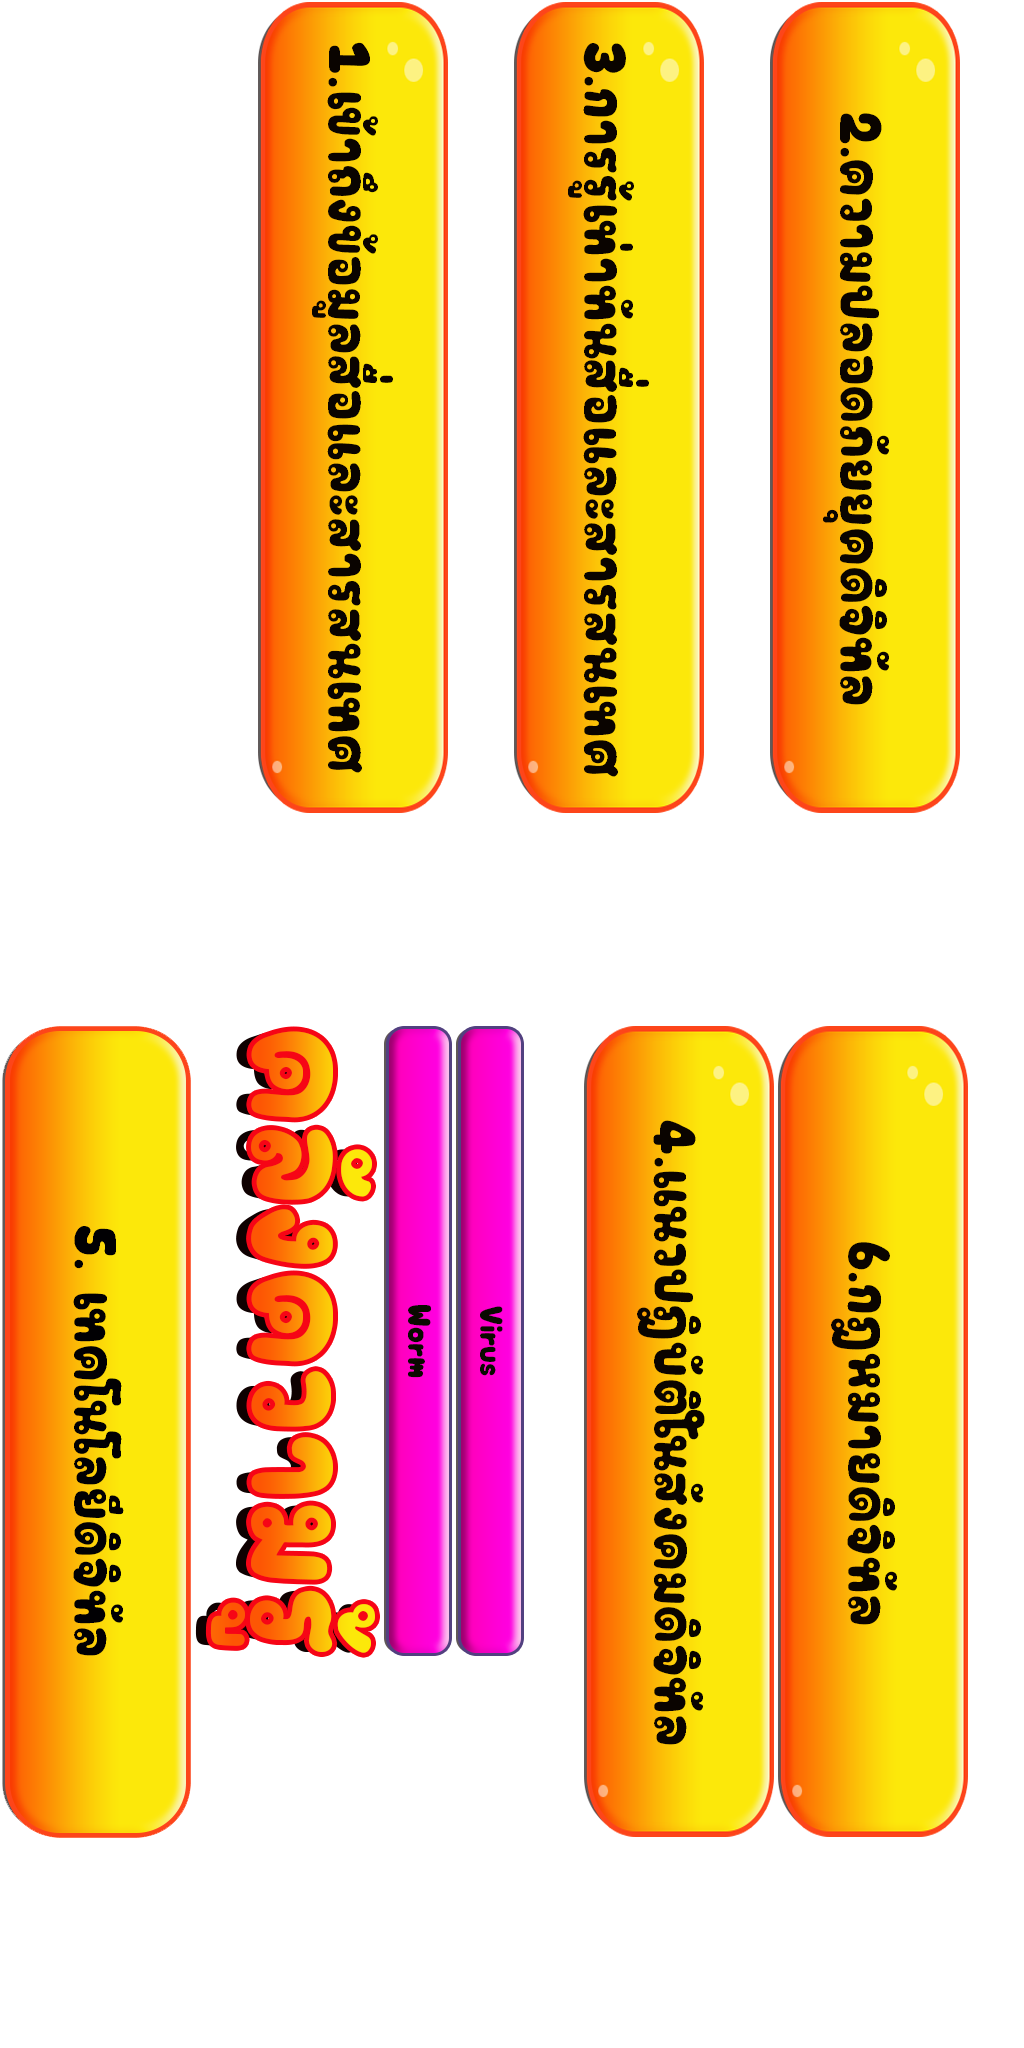 1.เข้าถึงข้อมูลสื่อและสารสนเทศ
3.การรู้เท่าทันสื่อและสารสนเทศ
2.ความปลอดภัยยุคดิจิทัล
5. เทคโนโลยีดิจิทัล
คลังความรู้
Worm
Virus
4.แนวปฏิบัติในสังคมดิจิทัล
6.กฎหมายดิจิทัล